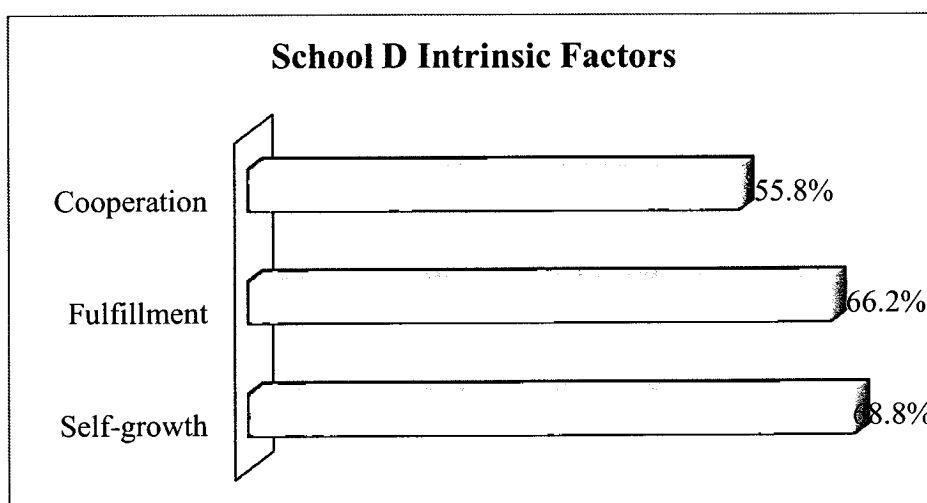 School D Intrinsic Factors
Cooperation
55.8%
Fulfillment
66.2%
Self-growth
68.8%